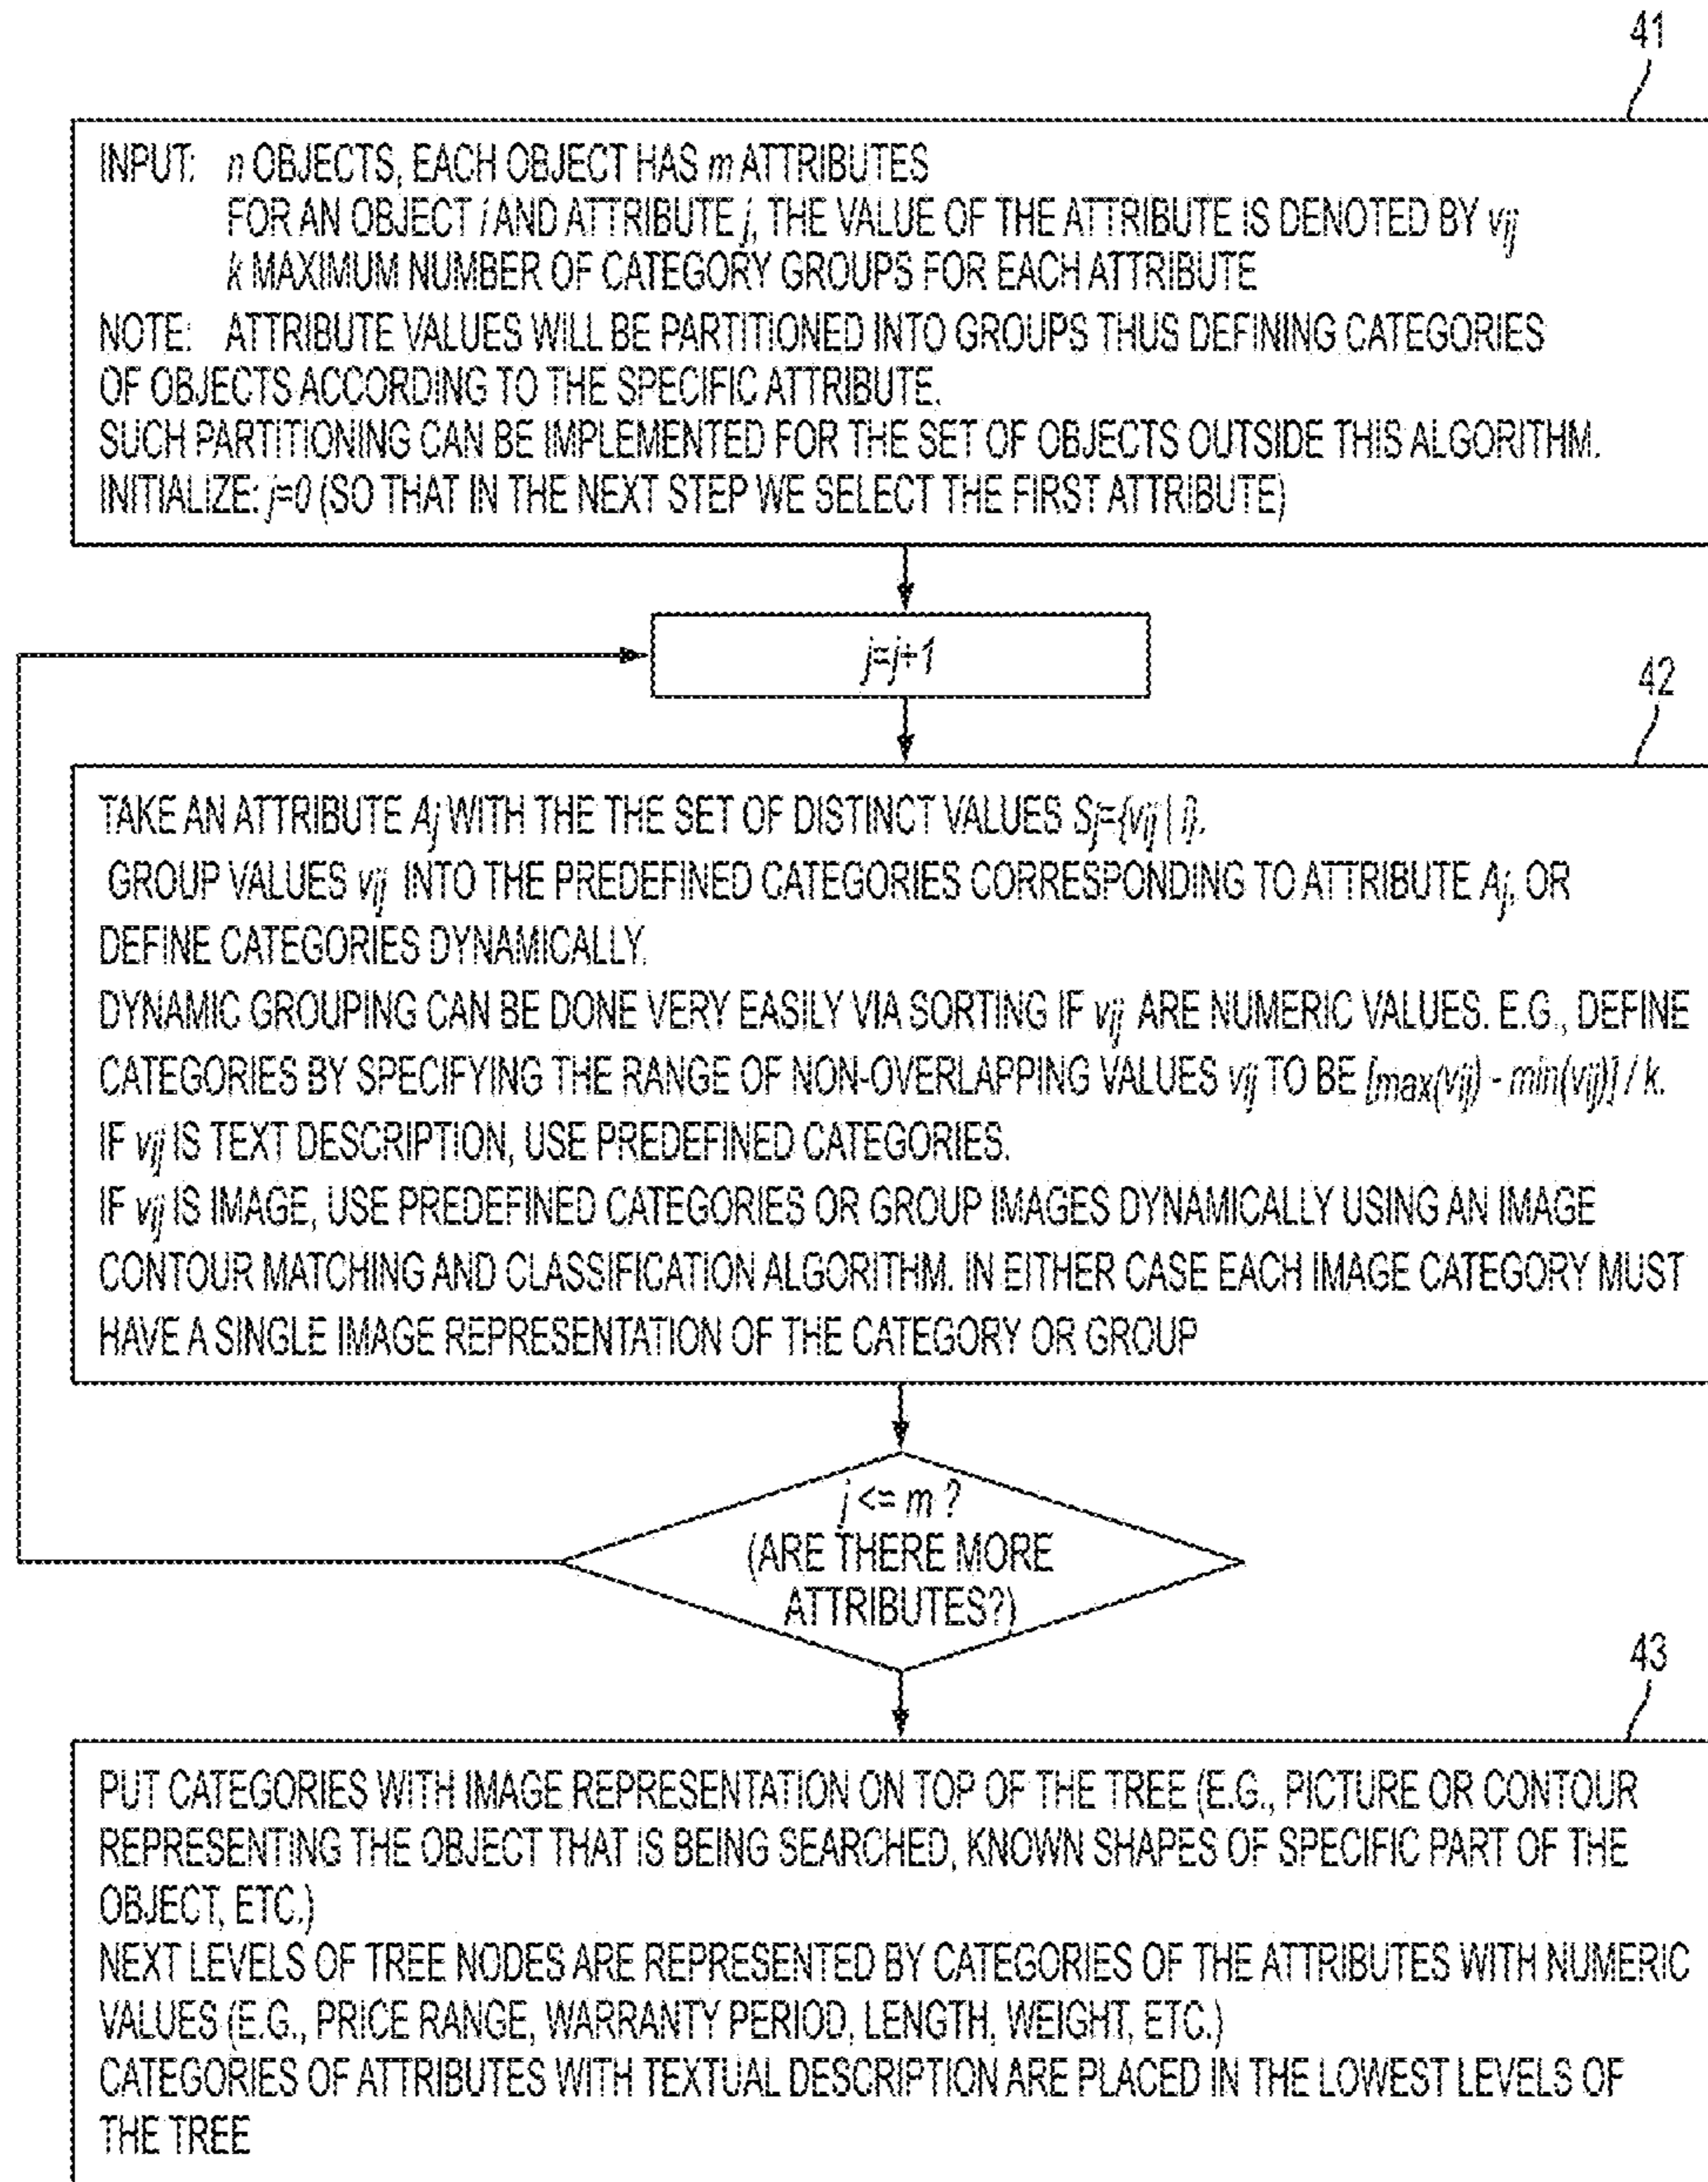 41
INPUT: n OBJECTS, EACH OBJECT HAS m ATTRIBUTES
FOR AN OBJECT i AND ATTRIBUTE j, THE VALUE OF THE ATTRIBUTE IS DENOTED BY vij
k MAXIMUM NUMBER OF CATEGORY GROUPS FOR EACH ATTRIBUTE
NOTE: ATTRIBUTE VALUES WILL BE PARTITIONED INTO GROUPS THUS DEFINING CATEGORIES
OF OBJECTS ACCORDING TO THE SPECIFIC ATTRIBUTE.
SUCH PARTITIONING CAN BE IMPLEMENTED FOR THE SET OF OBJECTS OUTSIDE THIS ALGORITHM.
INITIALIZE: j=0 (SO THAT IN THE NEXT STEP WE SELECT THE FIRST ATTRIBUTE)
j=j+1
42
TAKE AN ATTRIBUTE Aj WITH THE THE SET OF DISTINCT VALUES Sj={vij | i}.
GROUP VALUES vij INTO THE PREDEFINED CATEGORIES CORRESPONDING TO ATTRIBUTE Aj, OR
DEFINE CATEGORIES DYNAMICALLY.
DYNAMIC GROUPING CAN BE DONE VERY EASILY VIA SORTING IF vij ARE NUMERIC VALUES. E.G., DEFINE
CATEGORIES BY SPECIFYING THE RANGE OF NON-OVERLAPPING VALUES vij TO BE [max(vij) - min(vij)] / k.
IF vij IS TEXT DESCRIPTION, USE PREDEFINED CATEGORIES.
IF vij IS IMAGE, USE PREDEFINED CATEGORIES OR GROUP IMAGES DYNAMICALLY USING AN IMAGE
CONTOUR MATCHING AND CLASSIFICATION ALGORITHM. IN EITHER CASE EACH IMAGE CATEGORY MUST
HAVE A SINGLE IMAGE REPRESENTATION OF THE CATEGORY OR GROUP
j <= m ?
(ARE THERE MORE
ATTRIBUTES?)
43
PUT CATEGORIES WITH IMAGE REPRESENTATION ON TOP OF THE TREE (E.G., PICTURE OR CONTOUR
REPRESENTING THE OBJECT THAT IS BEING SEARCHED, KNOWN SHAPES OF SPECIFIC PART OF THE
OBJECT, ETC.)
NEXT LEVELS OF TREE NODES ARE REPRESENTED BY CATEGORIES OF THE ATTRIBUTES WITH NUMERIC
VALUES (E.G., PRICE RANGE, WARRANTY PERIOD, LENGTH, WEIGHT, ETC.)
CATEGORIES OF ATTRIBUTES WITH TEXTUAL DESCRIPTION ARE PLACED IN THE LOWEST LEVELS OF
THE TREE